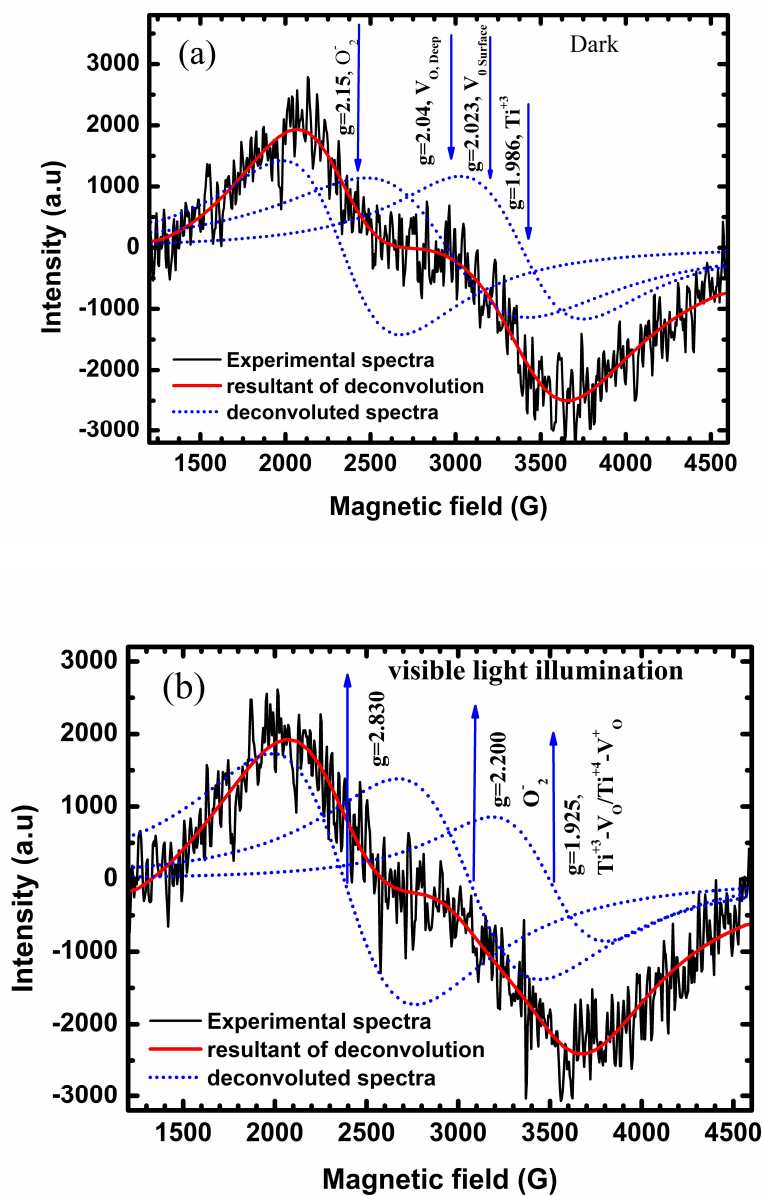 (a)
Dark
g=2.15, O₂⁻
g=2.04, V_O, Deep
g=2.023, V_0 Surface
g=1.986, Ti⁺³
3000
2000
1000
0
-1000
-2000
-3000
Intensity (a.u)
Experimental spectra
resultant of deconvolution
deconvoluted spectra
1500 2000 2500 3000 3500 4000 4500
Magnetic field (G)
(b)
visible light illumination
g=2.830
g=2.200
O₂⁻
g=1.925,
Ti⁺³-V_O/Ti⁺⁴-V⁺_O
3000
2000
1000
0
-1000
-2000
-3000
Intensity (a.u)
Experimental spectra
resultant of deconvolution
deconvoluted spectra
1500 2000 2500 3000 3500 4000 4500
Magnetic field (G)